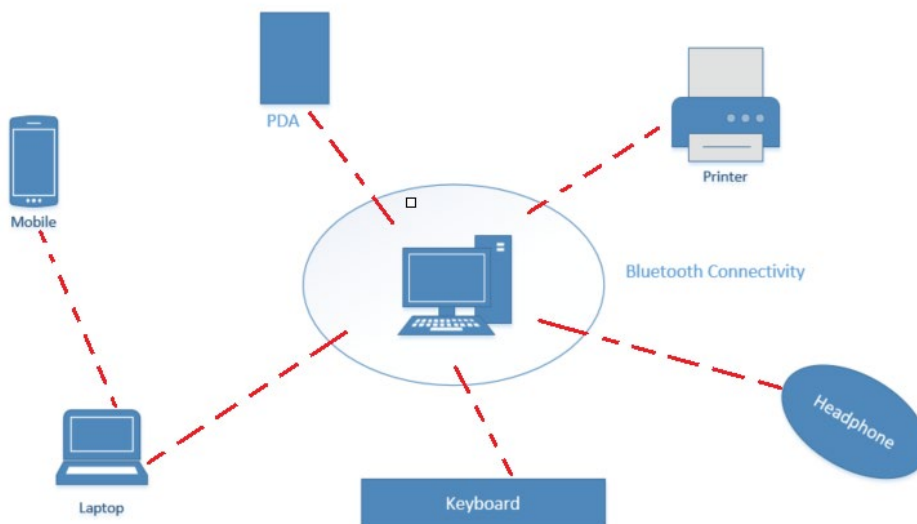 PDA
Printer
Mobile
Bluetooth Connectivity
Headphone
Laptop
Keyboard